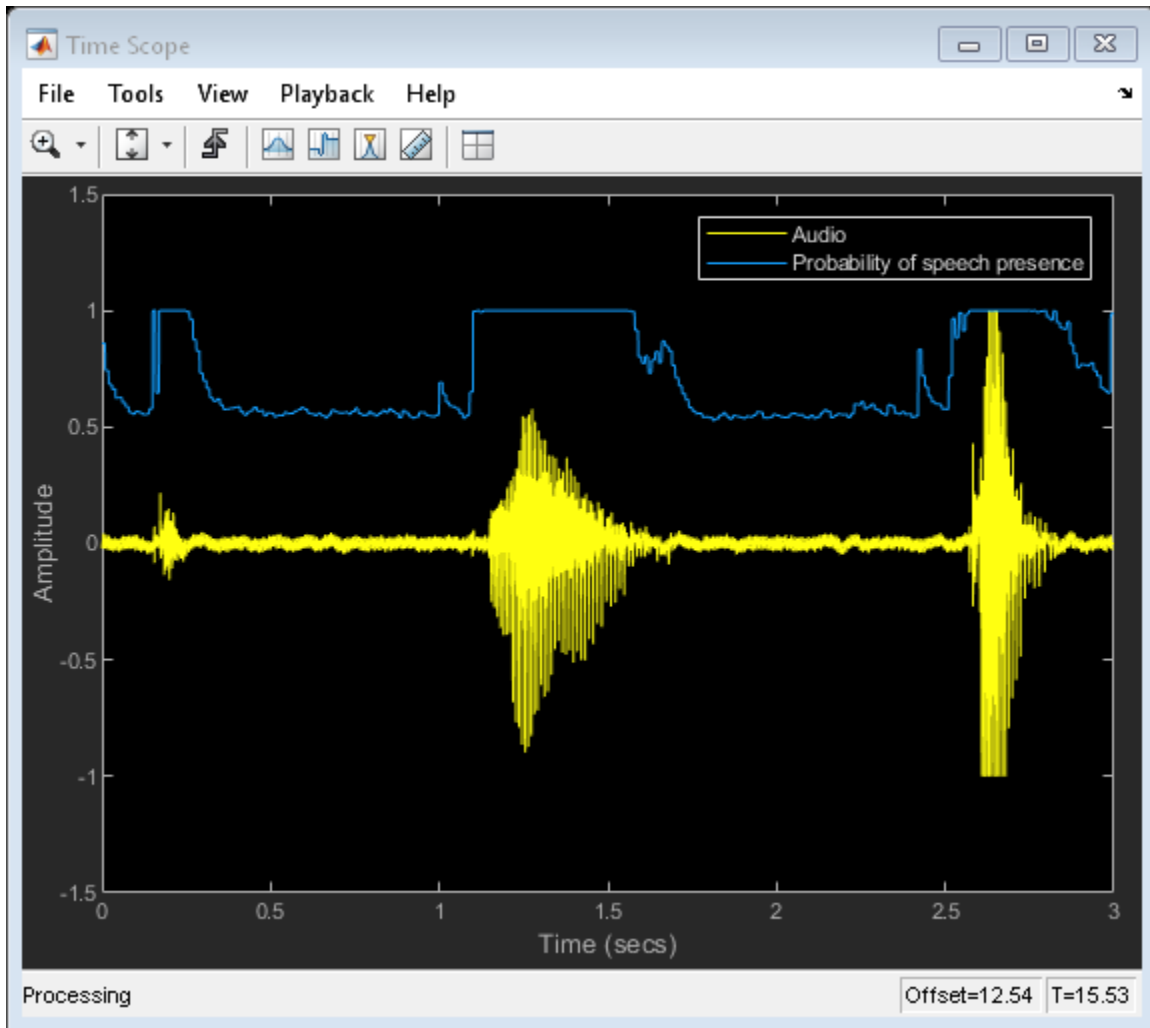 Time Scope
File Tools View Playback Help
Audio
Probability of speech presence
1.5
1
0.5
0
-0.5
-1
-1.5
Amplitude
0 0.5 1 1.5 2 2.5 3
Time (secs)
Processing Offset=12.54 T=15.53